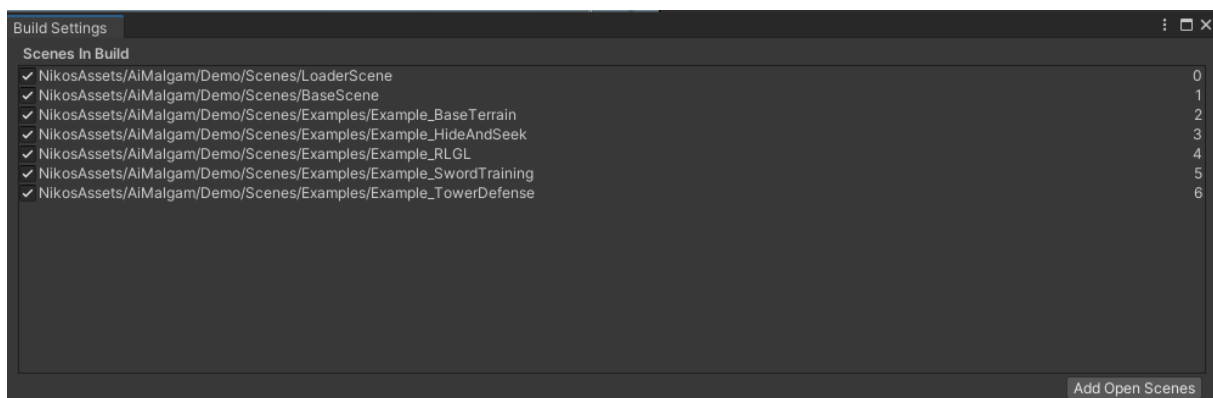 Build Settings
Scenes In Build
NikosAssets/AiMalgam/Demo/Scenes/LoaderScene 0
NikosAssets/AiMalgam/Demo/Scenes/BaseScene 1
NikosAssets/AiMalgam/Demo/Scenes/Examples/Example_BaseTerrain 2
NikosAssets/AiMalgam/Demo/Scenes/Examples/Example_HideAndSeek 3
NikosAssets/AiMalgam/Demo/Scenes/Examples/Example_RLGL 4
NikosAssets/AiMalgam/Demo/Scenes/Examples/Example_SwordTraining 5
NikosAssets/AiMalgam/Demo/Scenes/Examples/Example_TowerDefense 6
Add Open Scenes